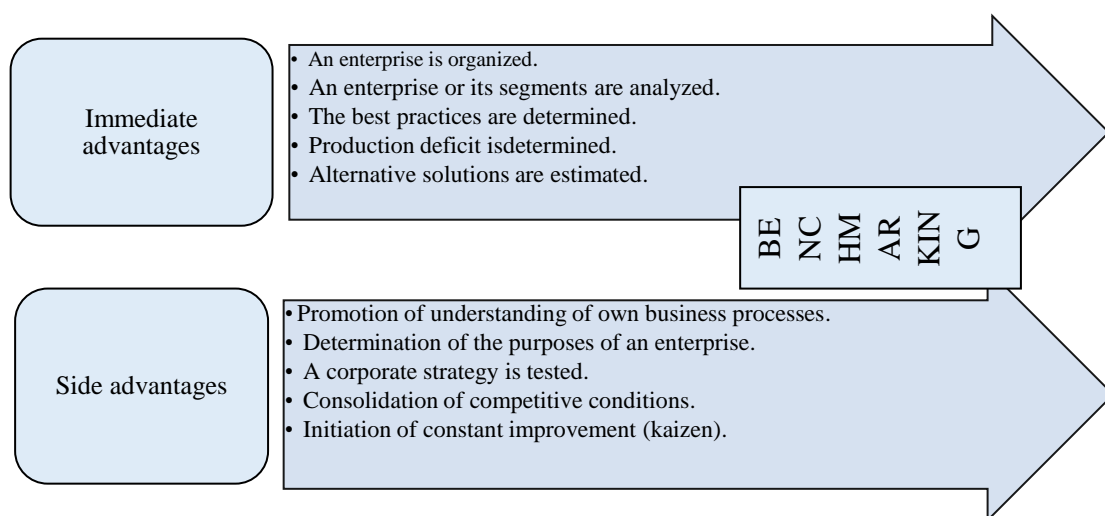 Immediate
advantages
• An enterprise is organized.
• An enterprise or its segments are analyzed.
• The best practices are determined.
• Production deficit isdetermined.
• Alternative solutions are estimated.
BE
NC
HM
AR
KIN
G
Side advantages
• Promotion of understanding of own business processes.
• Determination of the purposes of an enterprise.
• A corporate strategy is tested.
• Consolidation of competitive conditions.
• Initiation of constant improvement (kaizen).